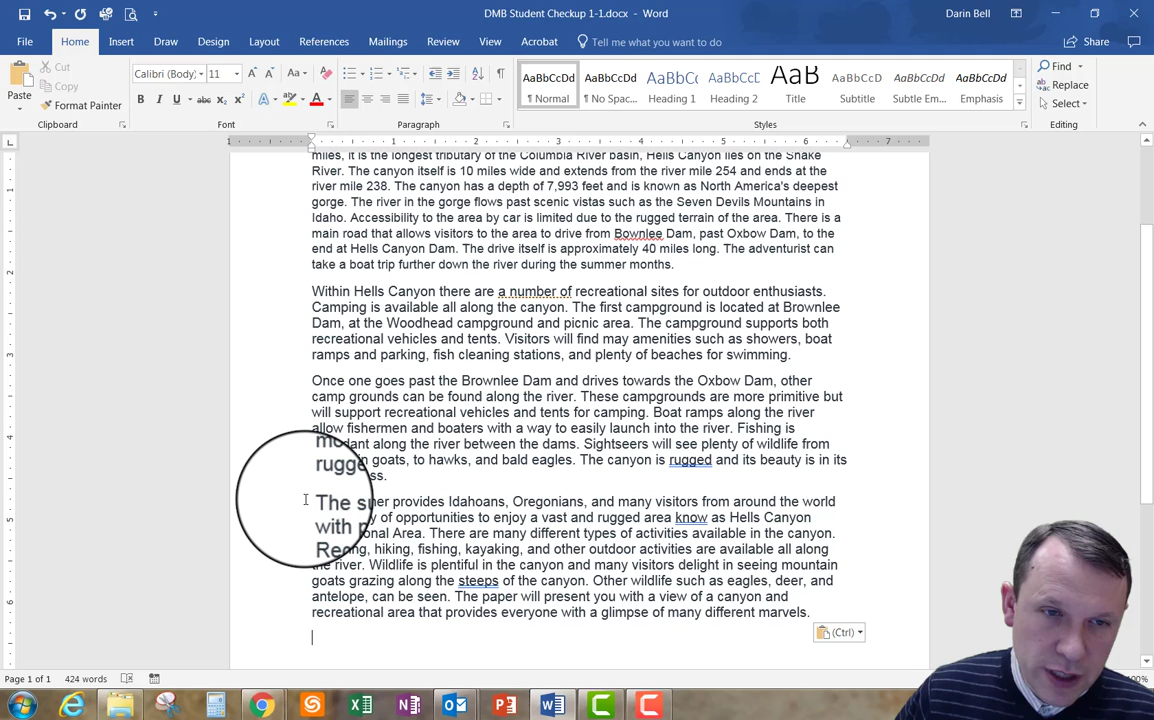 DMB Student Checkup 1-1.docx - Word
Darin Bell
File Home Insert Draw Design Layout References Mailings Review View Acrobat Tell me what you want to do Share
Paste Cut Copy Format Painter
Calibri (Body) 11 Aa
B I U abc X2 X2 A A
AaBbCcDd AaBbCcDd AaBbCc AaBbCcD AaB AaBbCcD AaBbCcDd AaBbCcDd
¶ Normal ¶ No Spac... Heading 1 Heading 2 Title Subtitle Subtle Em... Emphasis
Find Replace Select
Clipboard Font Paragraph Styles Editing
1 1 2 3 4 5 6 7
miles, it is the longest tributary of the Columbia River basin, Hells Canyon lies on the Snake
River. The canyon itself is 10 miles wide and extends from the river mile 254 and ends at the
river mile 238. The canyon has a depth of 7,993 feet and is known as North America's deepest
gorge. The river in the gorge flows past scenic vistas such as the Seven Devils Mountains in
Idaho. Accessibility to the area by car is limited due to the rugged terrain of the area. There is a
main road that allows visitors to the area to drive from Bownlee Dam, past Oxbow Dam, to the
end at Hells Canyon Dam. The drive itself is approximately 40 miles long. The adventurist can
take a boat trip further down the river during the summer months.
Within Hells Canyon there are a number of recreational sites for outdoor enthusiasts.
Camping is available all along the canyon. The first campground is located at Brownlee
Dam, at the Woodhead campground and picnic area. The campground supports both
recreational vehicles and tents. Visitors will find may amenities such as showers, boat
ramps and parking, fish cleaning stations, and plenty of beaches for swimming.
Once one goes past the Brownlee Dam and drives towards the Oxbow Dam, other
camp grounds can be found along the river. These campgrounds are more primitive but
will support recreational vehicles and tents for camping. Boat ramps along the river
allow fishermen and boaters with a way to easily launch into the river. Fishing is
dant along the river between the dams. Sightseers will see plenty of wildlife from
rugge n goats, to hawks, and bald eagles. The canyon is rugged and its beauty is in its
ss.
The su ner provides Idahoans, Oregonians, and many visitors from around the world
with p y of opportunities to enjoy a vast and rugged area know as Hells Canyon
onal Area. There are many different types of activities available in the canyon.
Re g, hiking, fishing, kayaking, and other outdoor activities are available all along
the river. Wildlife is plentiful in the canyon and many visitors delight in seeing mountain
goats grazing along the steeps of the canyon. Other wildlife such as eagles, deer, and
antelope, can be seen. The paper will present you with a view of a canyon and
recreational area that provides everyone with a glimpse of many different marvels.
(Ctrl)
Page 1 of 1 424 words 100%